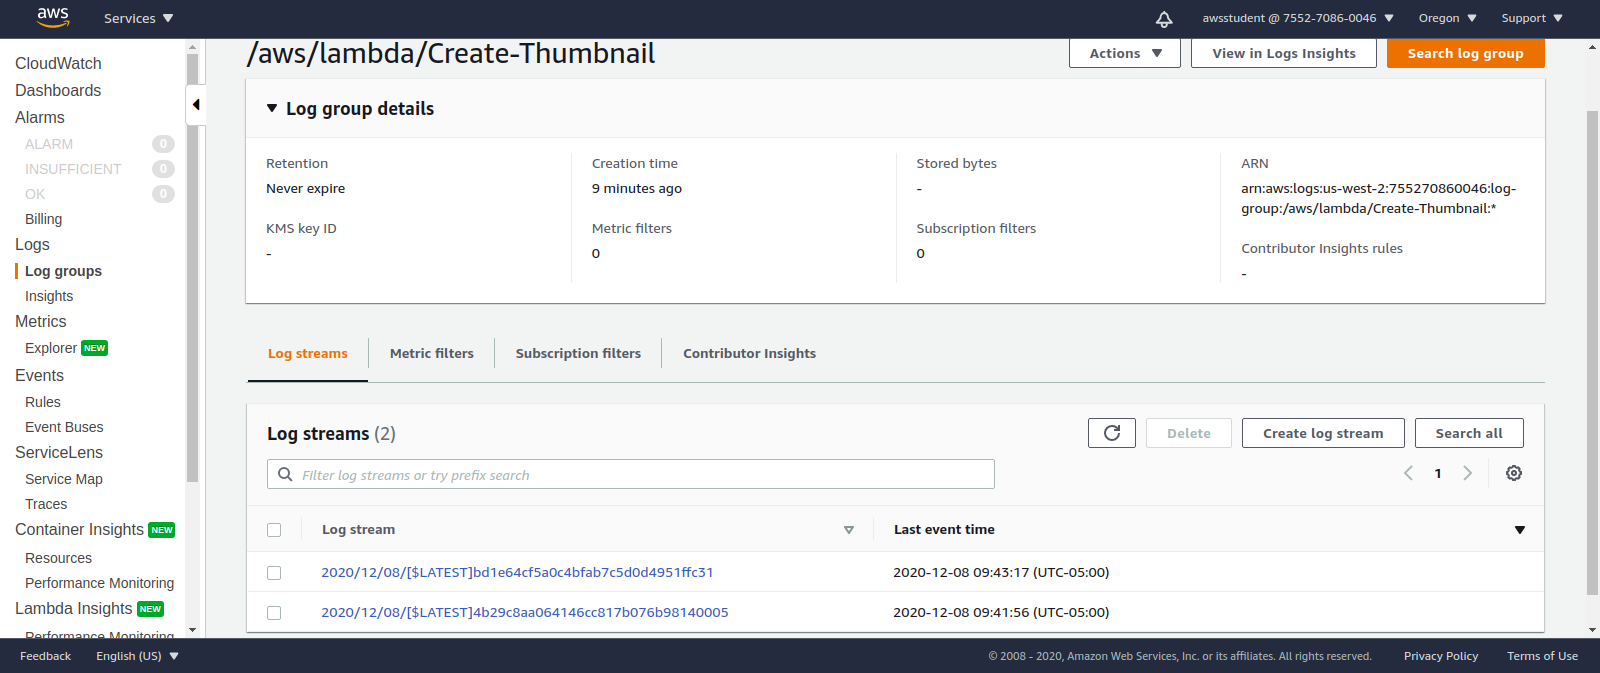 aws
Services
awsstudent @ 7552-7086-0046
Oregon
Support
CloudWatch
Dashboards
Alarms
ALARM 0
INSUFFICIENT 0
OK 0
Billing
Logs
Log groups
Insights
Metrics
Explorer NEW
Events
Rules
Event Buses
ServiceLens
Service Map
Traces
Container Insights NEW
Resources
Performance Monitoring
Lambda Insights NEW
Performance Monitoring
/aws/lambda/Create-Thumbnail
Actions
View in Logs Insights
Search log group
Log group details
Retention
Never expire
KMS key ID
-
Creation time
9 minutes ago
Metric filters
0
Stored bytes
-
Subscription filters
0
ARN
arn:aws:logs:us-west-2:755270860046:log-
group:/aws/lambda/Create-Thumbnail:*
Contributor Insights rules
-
Log streams
Metric filters
Subscription filters
Contributor Insights
Log streams (2)
Delete
Create log stream
Search all
Filter log streams or try prefix search
1
Log stream
Last event time
2020/12/08/[$LATEST]bd1e64cf5a0c4bfab7c5d0d4951ffc31
2020-12-08 09:43:17 (UTC-05:00)
2020/12/08/[$LATEST]4b29c8aa064146cc817b076b98140005
2020-12-08 09:41:56 (UTC-05:00)
Feedback
English (US)
© 2008 - 2020, Amazon Web Services, Inc. or its affiliates. All rights reserved.
Privacy Policy
Terms of Use